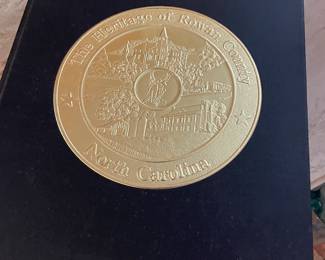 The Heritage of Rowan County
North Carolina